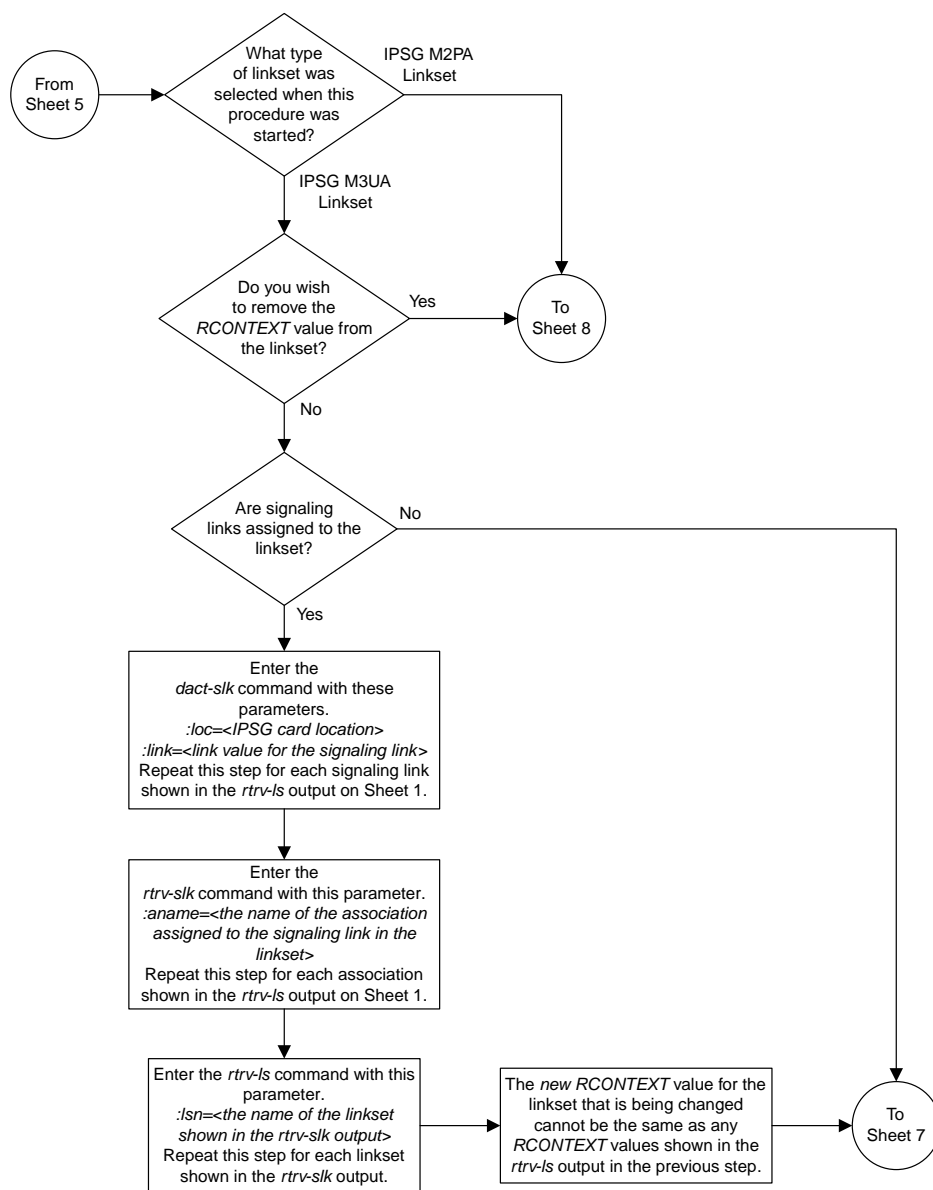 From
Sheet 5
What type
of linkset was
selected when this
procedure was
started?
IPSG M2PA
Linkset
IPSG M3UA
Linkset
Do you wish
to remove the
RCONTEXT value from
the linkset?
Yes
To
Sheet 8
No
Are signaling
links assigned to the
linkset?
No
Yes
Enter the
dact-slk command with these
parameters.
:loc=<IPSG card location>
:link=<link value for the signaling link>
Repeat this step for each signaling link
shown in the rtrv-ls output on Sheet 1.
Enter the
rtrv-slk command with this parameter.
:aname=<the name of the association
assigned to the signaling link in the
linkset>
Repeat this step for each association
shown in the rtrv-ls output on Sheet 1.
Enter the rtrv-ls command with this
parameter.
:lsn=<the name of the linkset
shown in the rtrv-slk output>
Repeat this step for each linkset
shown in the rtrv-slk output.
The new RCONTEXT value for the
linkset that is being changed
cannot be the same as any
RCONTEXT values shown in the
rtrv-ls output in the previous step.
To
Sheet 7